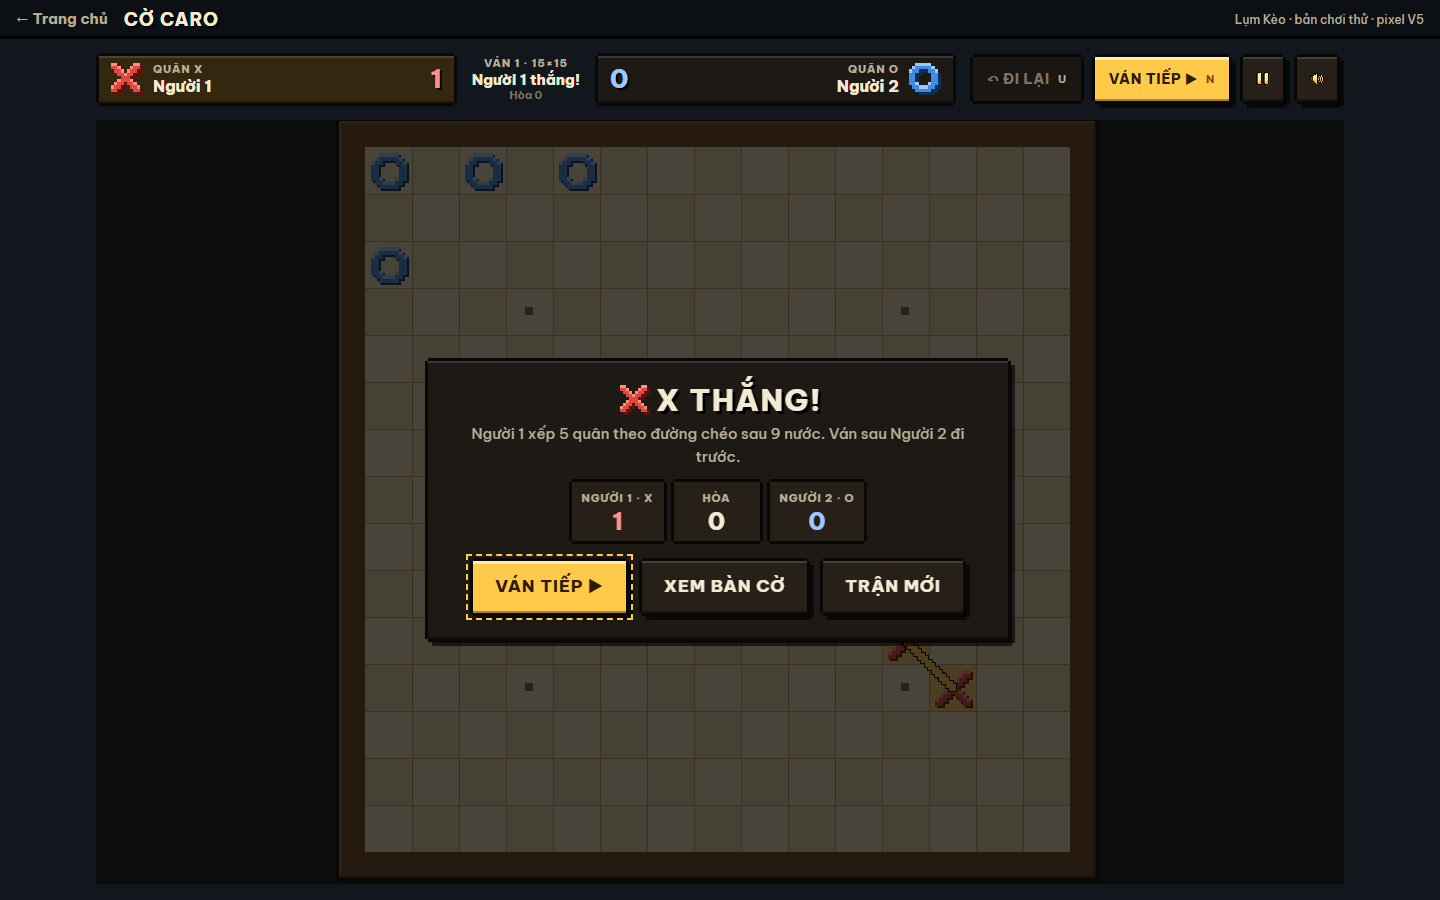 ← Trang chủ CỜ CARO
Lụm Kèo · bản chơi thử · pixel V5
QUÂN X
Người 1
1
VÁN 1 · 15×15
Người 1 thắng!
Hòa 0
0
QUÂN O
Người 2
↶ ĐI LẠI U
VÁN TIẾP ▶ N
X THẮNG!
Người 1 xếp 5 quân theo đường chéo sau 9 nước. Ván sau Người 2 đi
trước.
NGƯỜI 1 · X
1
HÒA
0
NGƯỜI 2 · O
0
VÁN TIẾP ▶
XEM BÀN CỜ
TRẬN MỚI